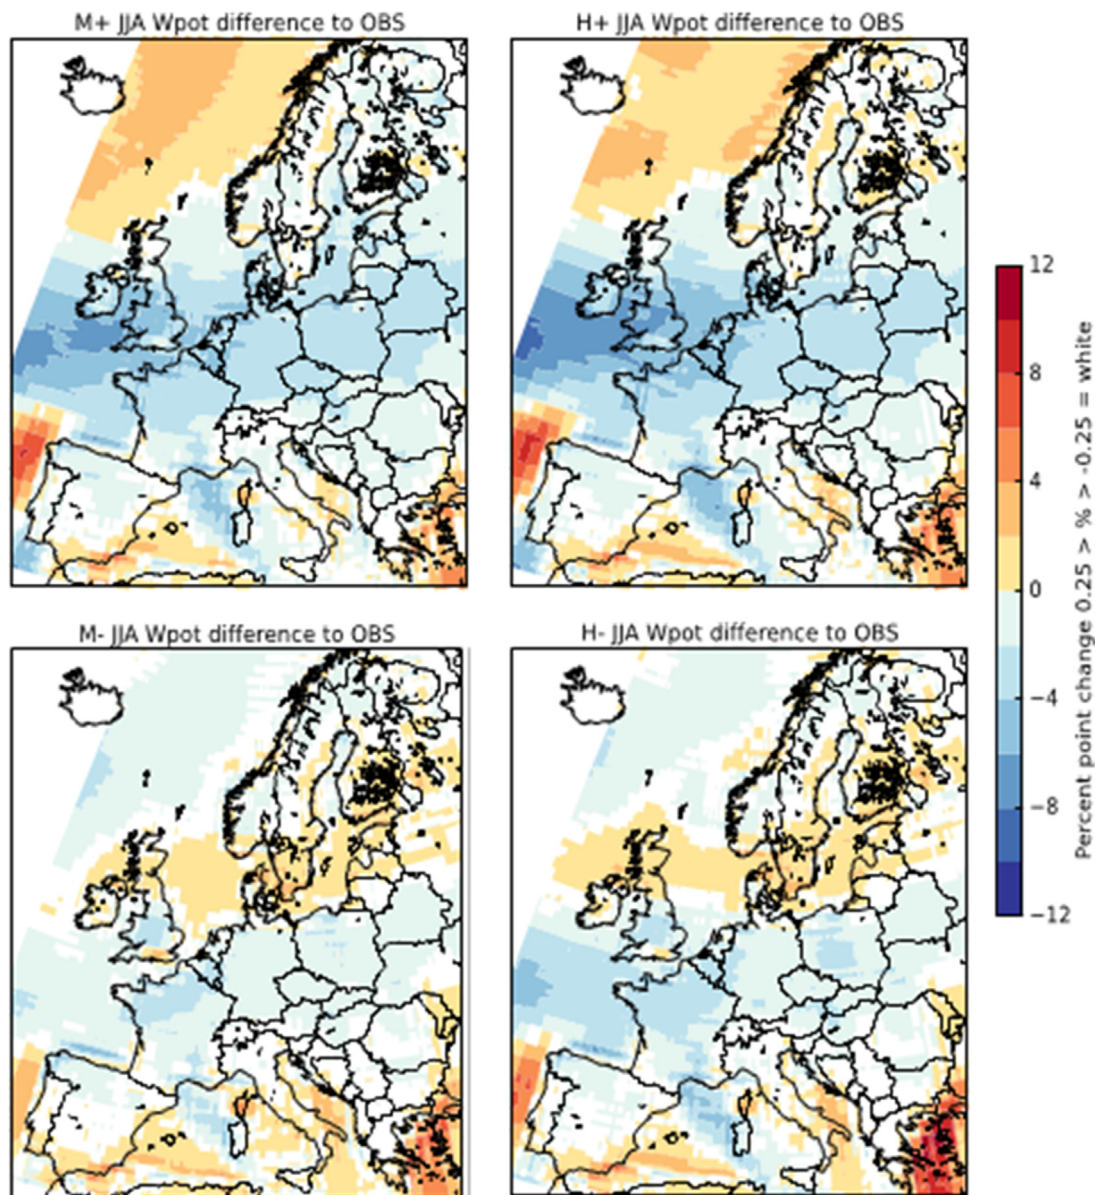 M+ JJA Wpot difference to OBS
H+ JJA Wpot difference to OBS
M- JJA Wpot difference to OBS
H- JJA Wpot difference to OBS
12
8
4
0
−4
−8
−12
Percent point change 0.25 > % > -0.25 = white